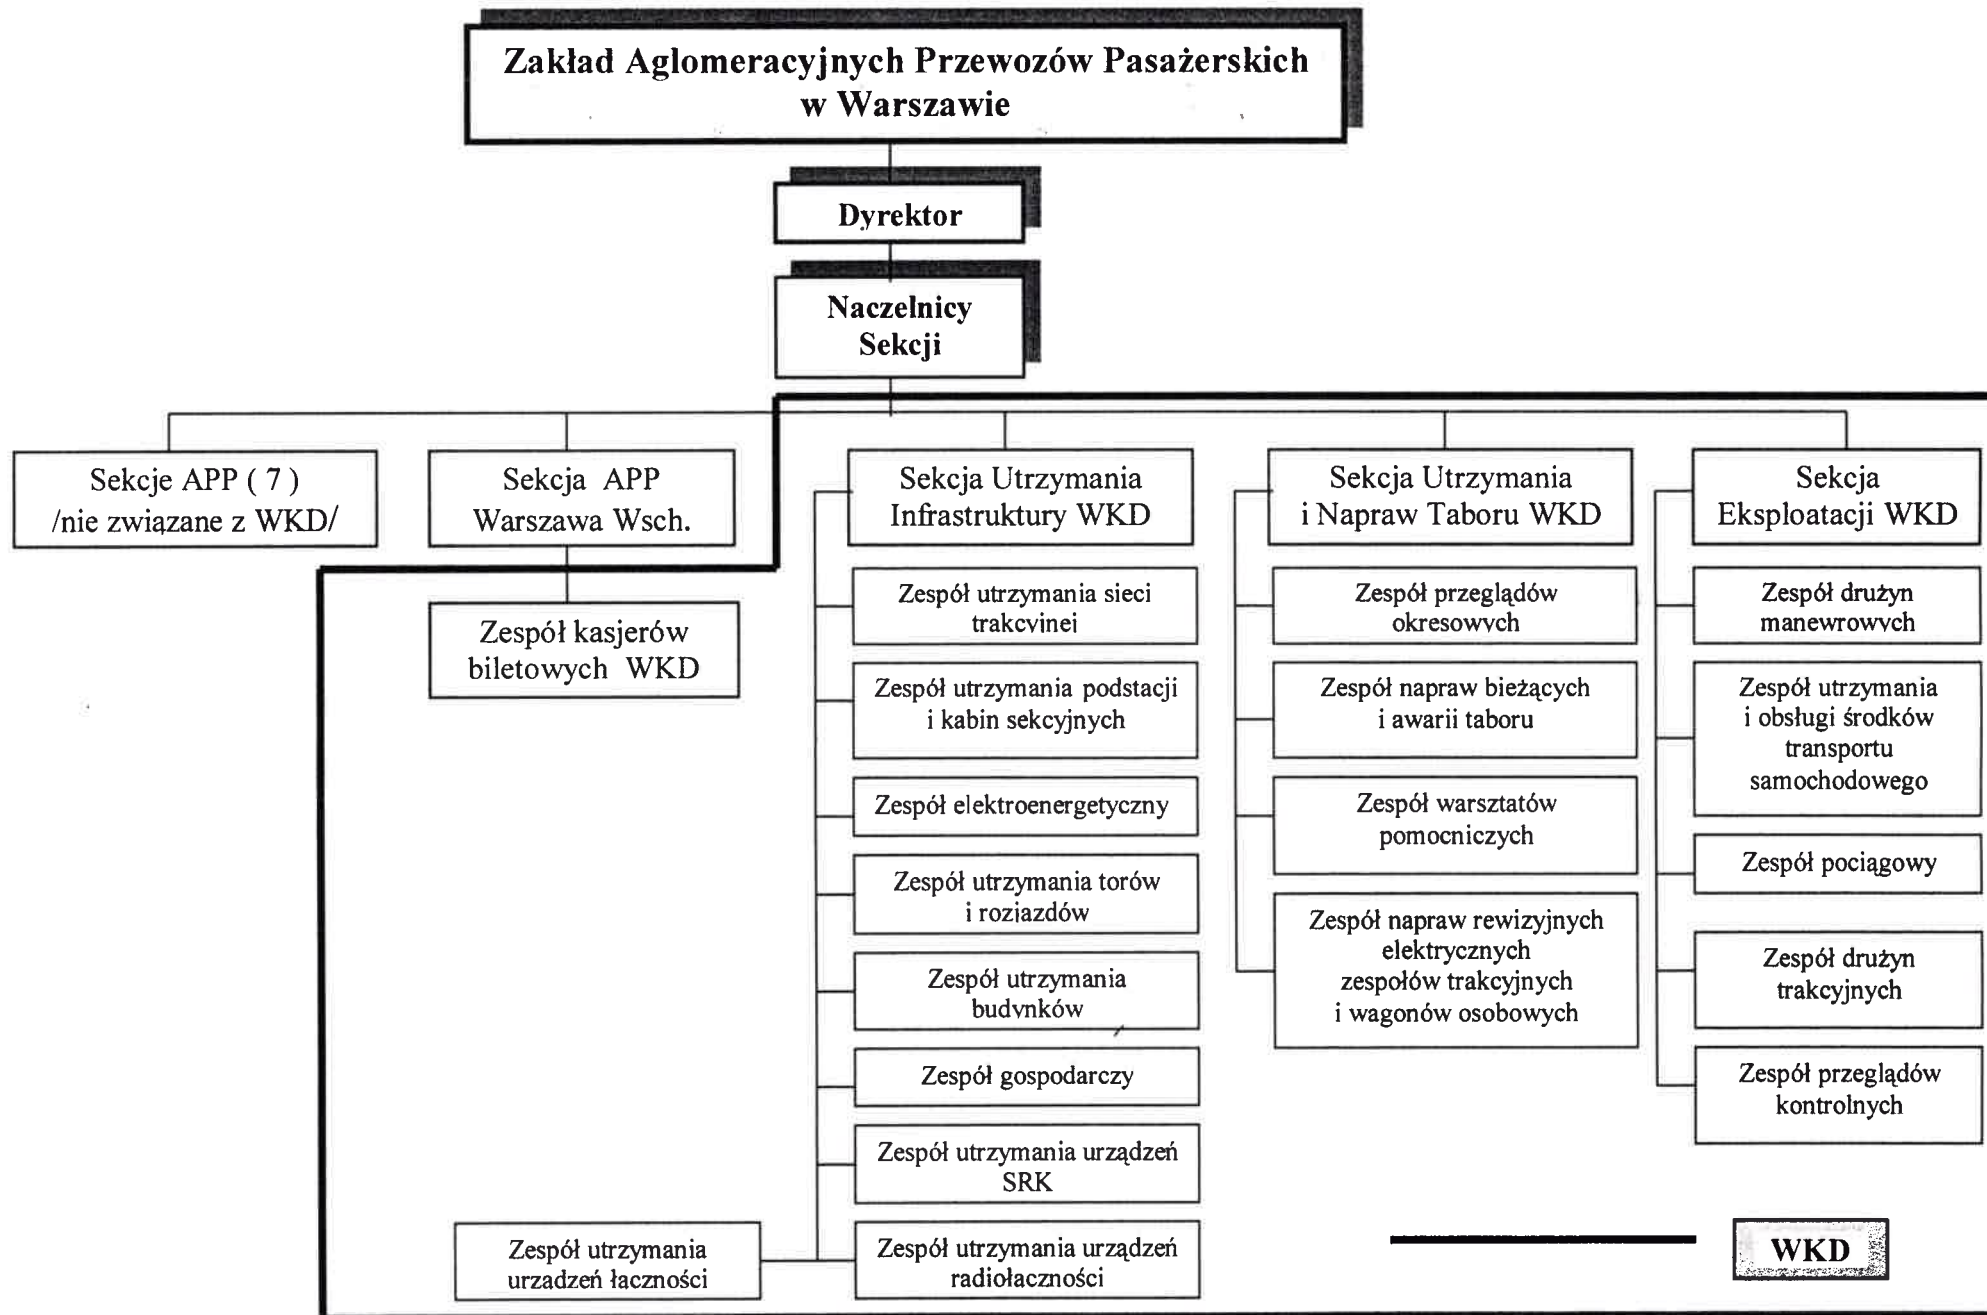 Zakład Aglomeracyjnych Przewozów Pasażerskich
w Warszawie
Dyrektor
Naczelnicy
Sekcji
Sekcje APP ( 7 )
/nie związane z WKD/
Sekcja APP
Warszawa Wsch.
Zespół kasjerów
biletowych WKD
Sekcja Utrzymania
Infrastruktury WKD
Zespół utrzymania sieci
trakcyjnej
Zespół utrzymania podstacji
i kabin sekcyjnych
Zespół elektroenergetyczny
Zespół utrzymania torów
i rozjazdów
Zespół utrzymania
budynków
Zespół gospodarczy
Zespół utrzymania urządzeń
SRK
Zespół utrzymania
urzadzeń łaczności
Zespół utrzymania urządzeń
radiołaczności
Sekcja Utrzymania
i Napraw Taboru WKD
Zespół przeglądów
okresowych
Zespół napraw bieżących
i awarii taboru
Zespół warsztatów
pomocniczych
Zespół napraw rewizyjnych
elektrycznych
zespołów trakcyjnych
i wagonów osobowych
Sekcja
Eksploatacji WKD
Zespół drużyn
manewrowych
Zespół utrzymania
i obsługi środków
transportu
samochodowego
Zespół pociągowy
Zespół drużyn
trakcyjnych
Zespół przeglądów
kontrolnych
WKD